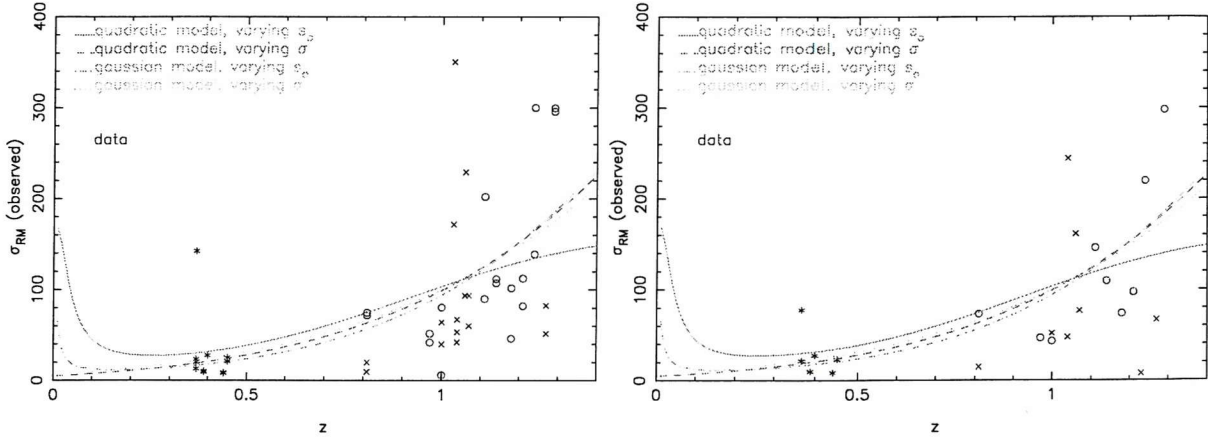 400
300
200
100
0
σRM (observed)
quadratic model, varying s₀
quadratic model, varying σ
gaussian model, varying s₀
gaussian model, varying σ
data
0
0.5
1
z
400
300
200
100
0
σRM (observed)
quadratic model, varying s₀
quadratic model, varying σ
gaussian model, varying s₀
gaussian model, varying σ
data
0
0.5
1
z